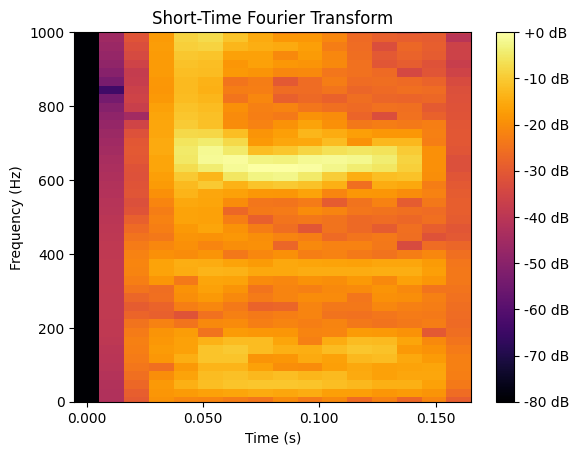 Short-Time Fourier Transform
Frequency (Hz)
1000
800
600
400
200
0
0.000
0.050
0.100
0.150
Time (s)
+0 dB
-10 dB
-20 dB
-30 dB
-40 dB
-50 dB
-60 dB
-70 dB
-80 dB